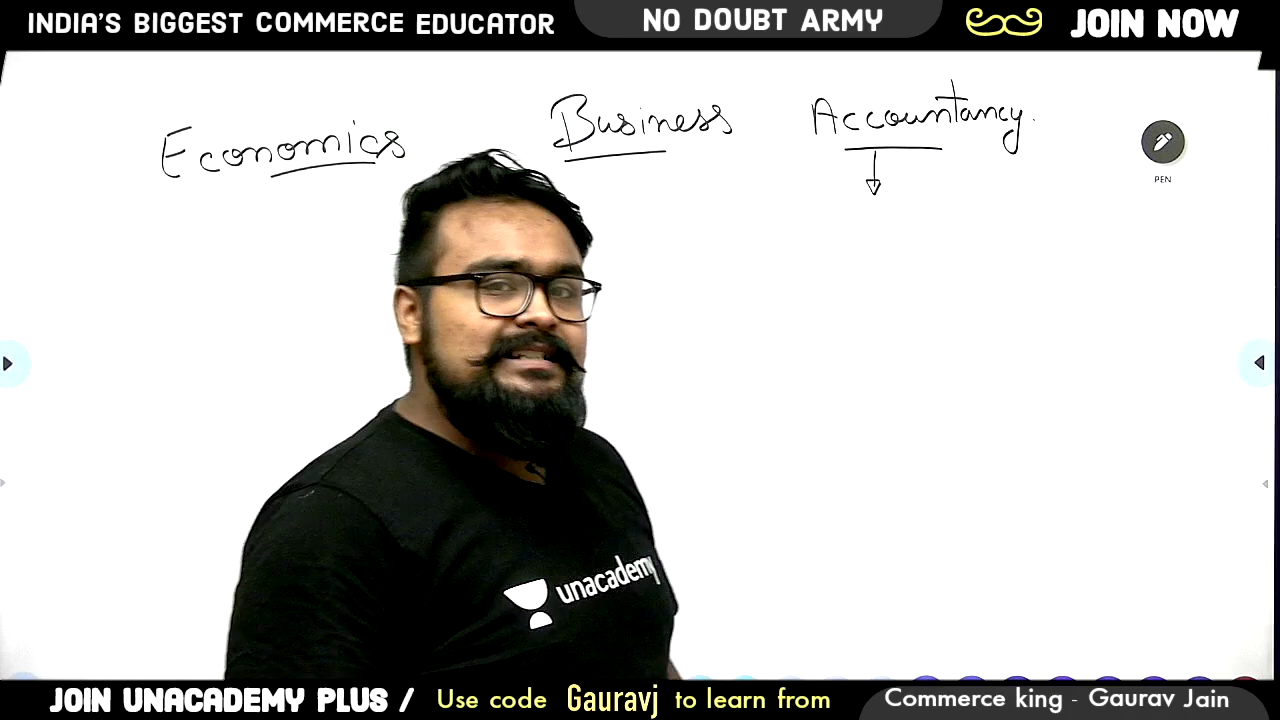 INDIA'S BIGGEST COMMERCE EDUCATOR
NO DOUBT ARMY
JOIN NOW
Economics Business Accountancy.
PEN
unacademy
JOIN UNACADEMY PLUS / Use code Gauravj to learn from
Commerce king - Gaurav Jain